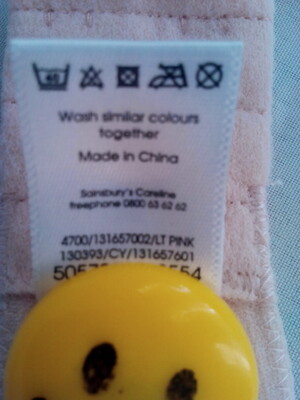 40
Wash similar colours
together
Made in China
Sainsbury's Careline
freephone 0800 63 62 62
4700/131657002/LT PINK
130393/CY/131657601